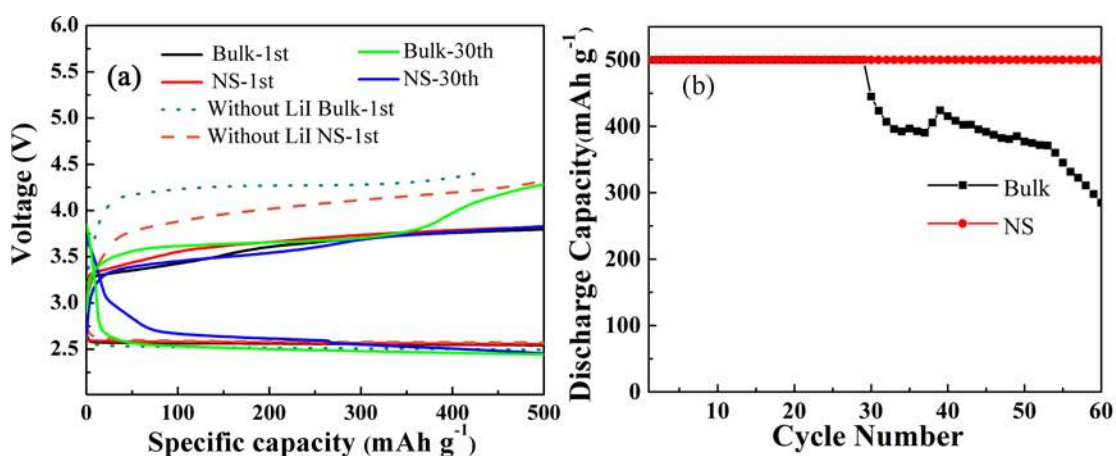 (a)
Bulk-1st
NS-1st
Bulk-30th
NS-30th
Without LiI Bulk-1st
Without LiI NS-1st
Voltage (V)
6.0
5.5
5.0
4.5
4.0
3.5
3.0
2.5
0 100 200 300 400 500
Specific capacity (mAh g⁻¹)
(b)
Discharge Capacity(mAh g⁻¹)
500
400
300
200
100
0
Bulk
NS
10 20 30 40 50 60
Cycle Number